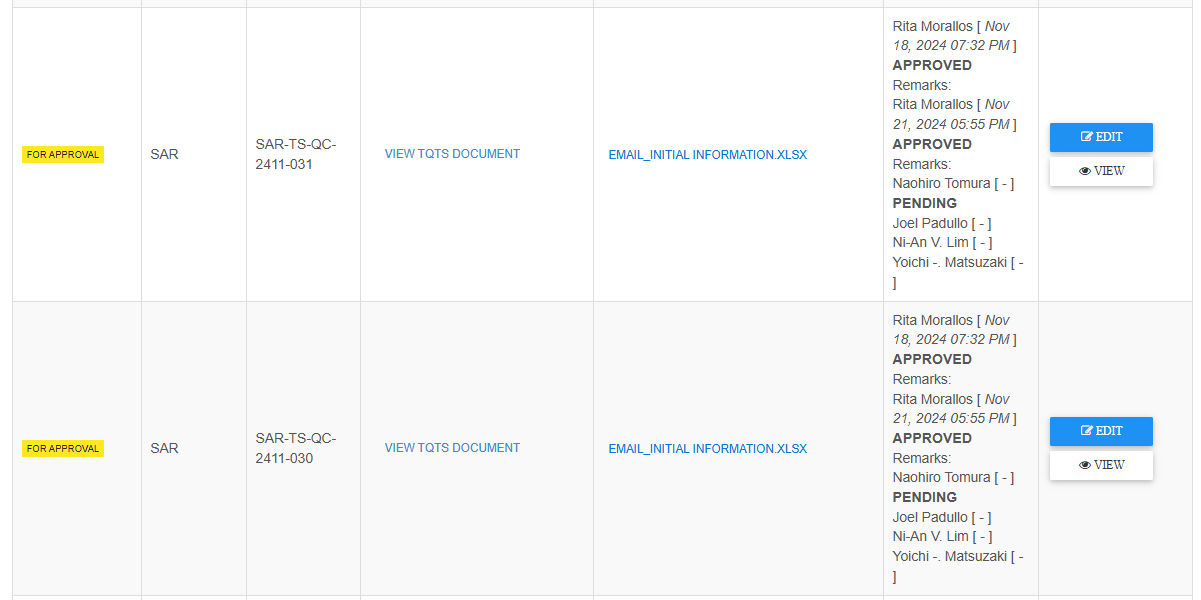 FOR APPROVAL
SAR
SAR-TS-QC-
2411-031
VIEW TQTS DOCUMENT
EMAIL_INITIAL INFORMATION.XLSX
Rita Morallos [ Nov
18, 2024 07:32 PM ]
APPROVED
Remarks:
Rita Morallos [ Nov
21, 2024 05:55 PM ]
APPROVED
Remarks:
Naohiro Tomura [ - ]
PENDING
Joel Padullo [ - ]
Ni-An V. Lim [ - ]
Yoichi -. Matsuzaki [ -
]
EDIT
VIEW
FOR APPROVAL
SAR
SAR-TS-QC-
2411-030
VIEW TQTS DOCUMENT
EMAIL_INITIAL INFORMATION.XLSX
Rita Morallos [ Nov
18, 2024 07:32 PM ]
APPROVED
Remarks:
Rita Morallos [ Nov
21, 2024 05:55 PM ]
APPROVED
Remarks:
Naohiro Tomura [ - ]
PENDING
Joel Padullo [ - ]
Ni-An V. Lim [ - ]
Yoichi -. Matsuzaki [ -
]
EDIT
VIEW